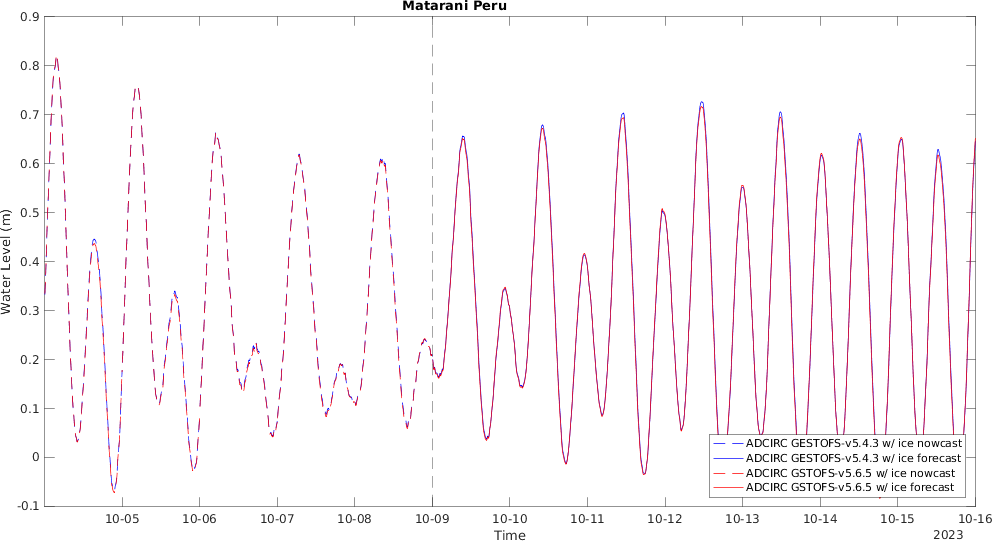 Matarani Peru
0.9
0.8
0.7
0.6
0.5
0.4
0.3
0.2
0.1
0
-0.1
Water Level (m)
ADCIRC GESTOFS-v5.4.3 w/ ice nowcast
ADCIRC GESTOFS-v5.4.3 w/ ice forecast
ADCIRC GSTOFS-v5.6.5 w/ ice nowcast
ADCIRC GSTOFS-v5.6.5 w/ ice forecast
10-05 10-06 10-07 10-08 10-09 10-10 10-11 10-12 10-13 10-14 10-15 10-16
Time
2023